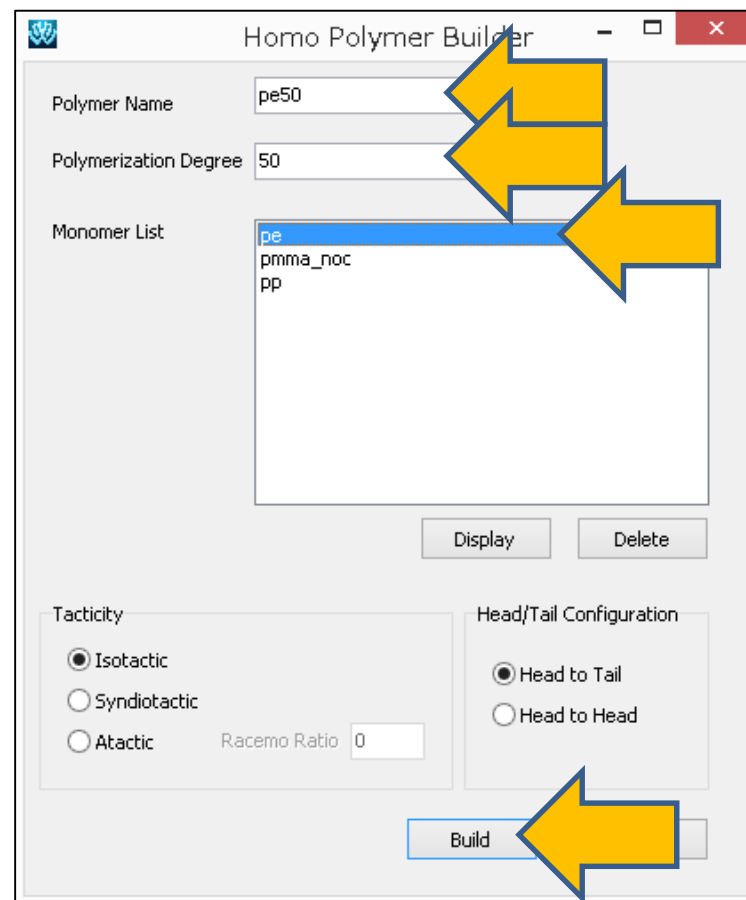 Homo Polymer Builder
Polymer Name pe50
Polymerization Degree 50
Monomer List
pe
pmma_noc
pp
Display Delete
Tacticity
Isotactic
Syndiotactic
Atactic Racemo Ratio 0
Head/Tail Configuration
Head to Tail
Head to Head
Build